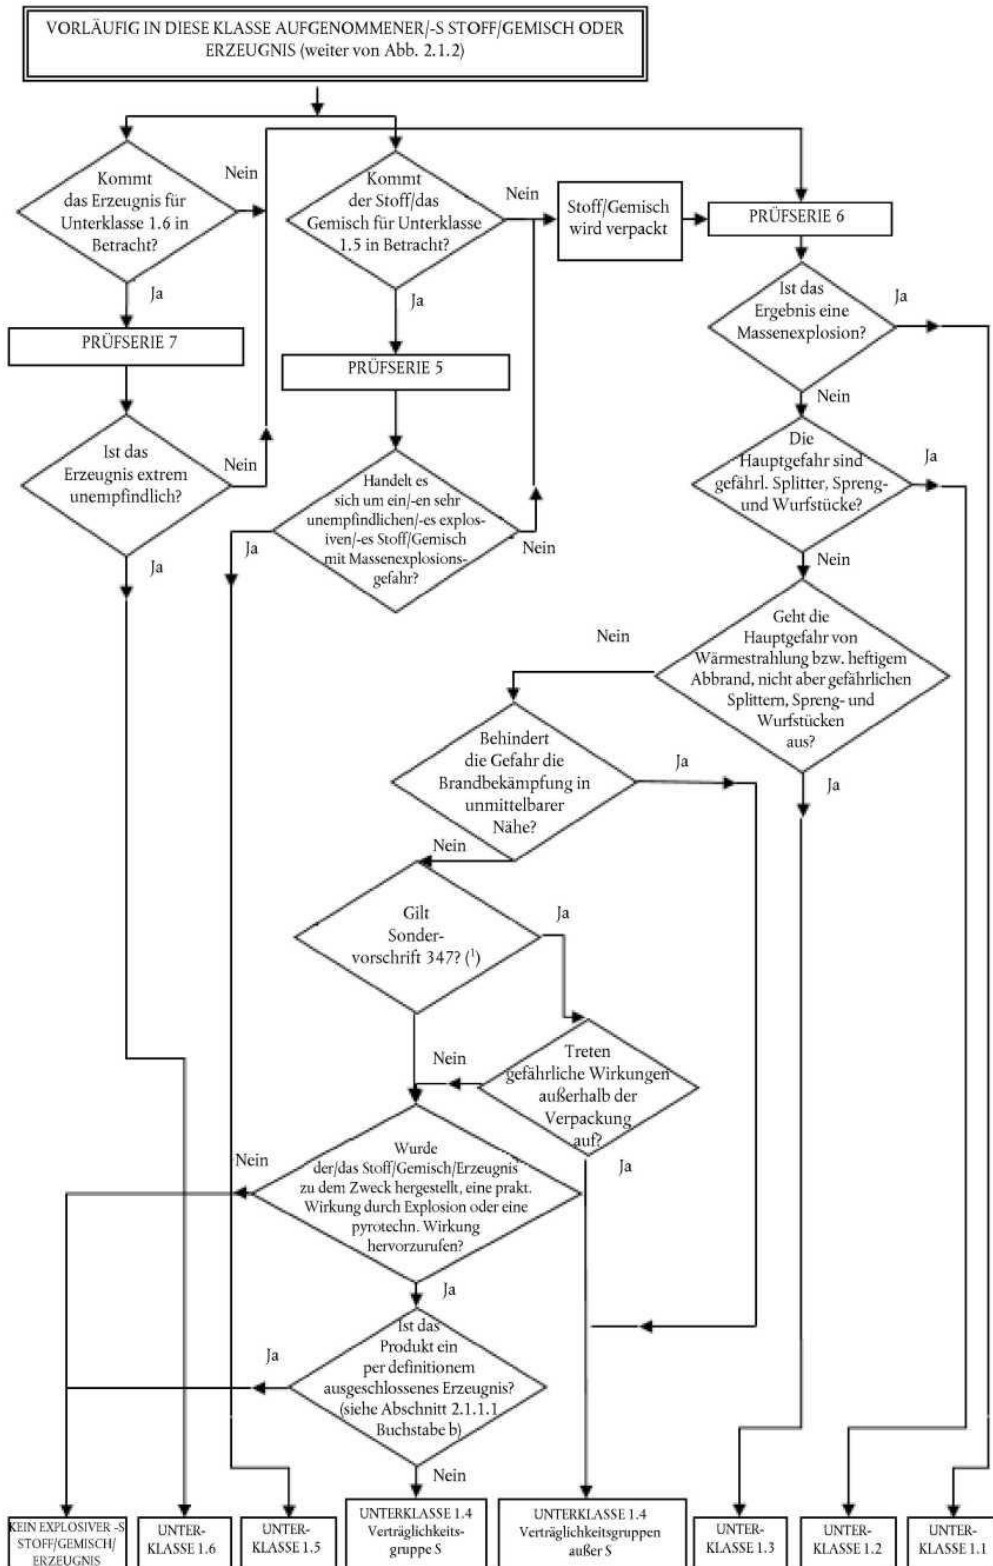 VORLÄUFIG IN DIESE KLASSE AUFGENOMMENER/-S STOFF/GEMISCH ODER
ERZEUGNIS (weiter von Abb. 2.1.2)
Kommt
das Erzeugnis für
Unterklasse 1.6 in
Betracht?
Nein
Ja
Kommt
der Stoff/das
Gemisch für Unterklasse
1.5 in Betracht?
Nein
Ja
Stoff/Gemisch
wird verpackt
PRÜFSERIE 6
PRÜFSERIE 7
PRÜFSERIE 5
Ist das
Ergebnis eine
Massenexplosion?
Ja
Nein
Ist das
Erzeugnis extrem
unempfindlich?
Nein
Ja
Handelt es
sich um ein/-en sehr
unempfindlichen/-es explos-
iven/-es Stoff/Gemisch
mit Massenexplosions-
gefahr?
Ja
Nein
Die
Hauptgefahr sind
gefährl. Splitter, Spreng-
und Wurfstücke?
Ja
Nein
Geht die
Hauptgefahr von
Wärmestrahlung bzw. heftigem
Abbrand, nicht aber gefährlichen
Splittern, Spreng- und
Wurfstücken
aus?
Nein
Ja
Behindert
die Gefahr die
Brandbekämpfung in
unmittelbarer
Nähe?
Ja
Nein
Gilt
Sonder-
vorschrift 347? (¹)
Ja
Nein
Treten
gefährliche Wirkungen
außerhalb der
Verpackung
auf?
Ja
Wurde
der/das Stoff/Gemisch/Erzeugnis
zu dem Zweck hergestellt, eine prakt.
Wirkung durch Explosion oder eine
pyrotechn. Wirkung
hervorzurufen?
Nein
Ja
Ist das
Produkt ein
per definitionem
ausgeschlossenes Erzeugnis?
(siehe Abschnitt 2.1.1.1
Buchstabe b)
Ja
Nein
KEIN EXPLOSIVER -S
STOFF/GEMISCH/
ERZEUGNIS
UNTER-
KLASSE 1.6
UNTER-
KLASSE 1.5
UNTERKLASSE 1.4
Verträglichkeits-
gruppe S
UNTERKLASSE 1.4
Verträglichkeitsgruppen
außer S
UNTER-
KLASSE 1.3
UNTER-
KLASSE 1.2
UNTER-
KLASSE 1.1